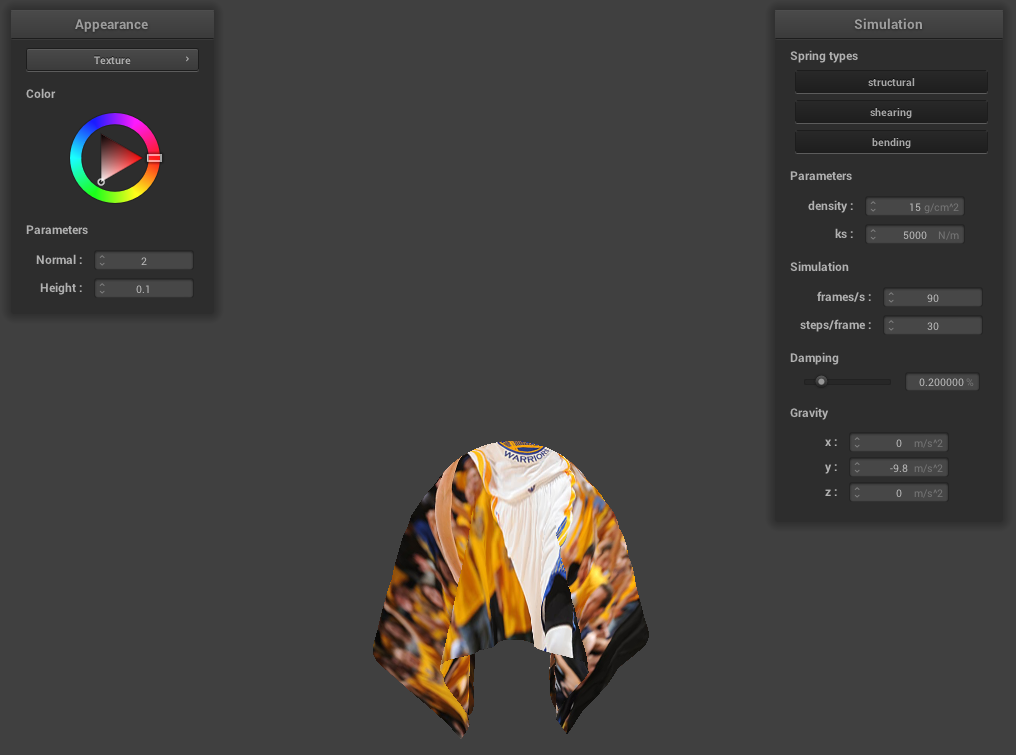 Appearance
Texture
Color
Parameters
Normal :
2
Height :
0.1
Simulation
Spring types
structural
shearing
bending
Parameters
density :
15 g/cm^2
ks :
5000 N/m
Simulation
frames/s :
90
steps/frame :
30
Damping
0.200000 %
Gravity
x :
0 m/s^2
y :
-9.8 m/s^2
z :
0 m/s^2
WARRIORS